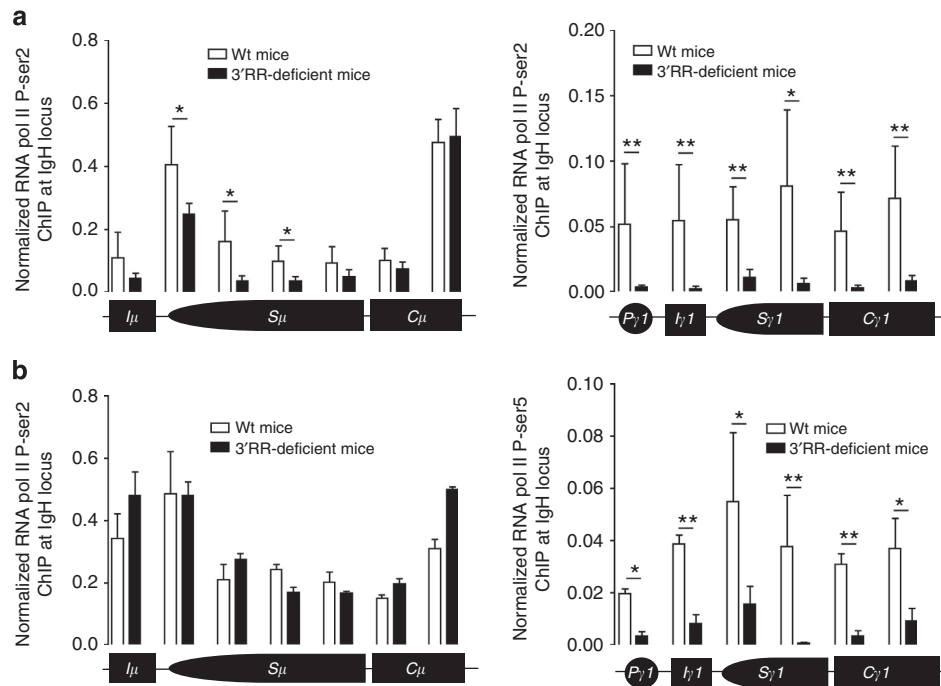 a
Normalized RNA pol II P-ser2
ChIP at IgH locus
0.8
0.6
0.4
0.2
0.0
Wt mice
3′RR-deficient mice
*
*
*
Iμ
Sμ
Cμ
Normalized RNA pol II P-ser2
ChIP at IgH locus
0.20
0.15
0.10
0.05
0.00
Wt mice
3′RR-deficient mice
**
**
**
*
**
**
Pγ1
Iγ1
Sγ1
Cγ1
b
Normalized RNA pol II P-ser2
ChIP at IgH locus
0.8
0.6
0.4
0.2
0.0
Wt mice
3′RR-deficient mice
Iμ
Sμ
Cμ
Normalized RNA pol II P-ser5
ChIP at IgH locus
0.10
0.08
0.06
0.04
0.02
0.00
Wt mice
3′RR-deficient mice
*
**
*
**
**
*
Pγ1
Iγ1
Sγ1
Cγ1